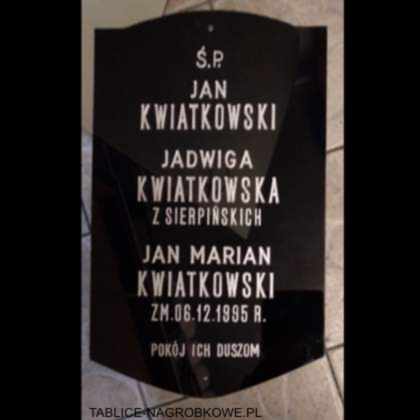 Ś.P.
JAN
KWIATKOWSKI
JADWIGA
KWIATKOWSKA
Z SIERPIŃSKICH
JAN MARIAN
KWIATKOWSKI
ZM.06.12.1995 R.
POKÓJ ICH DUSZOM
TABLICE-NAGROBKOWE.PL